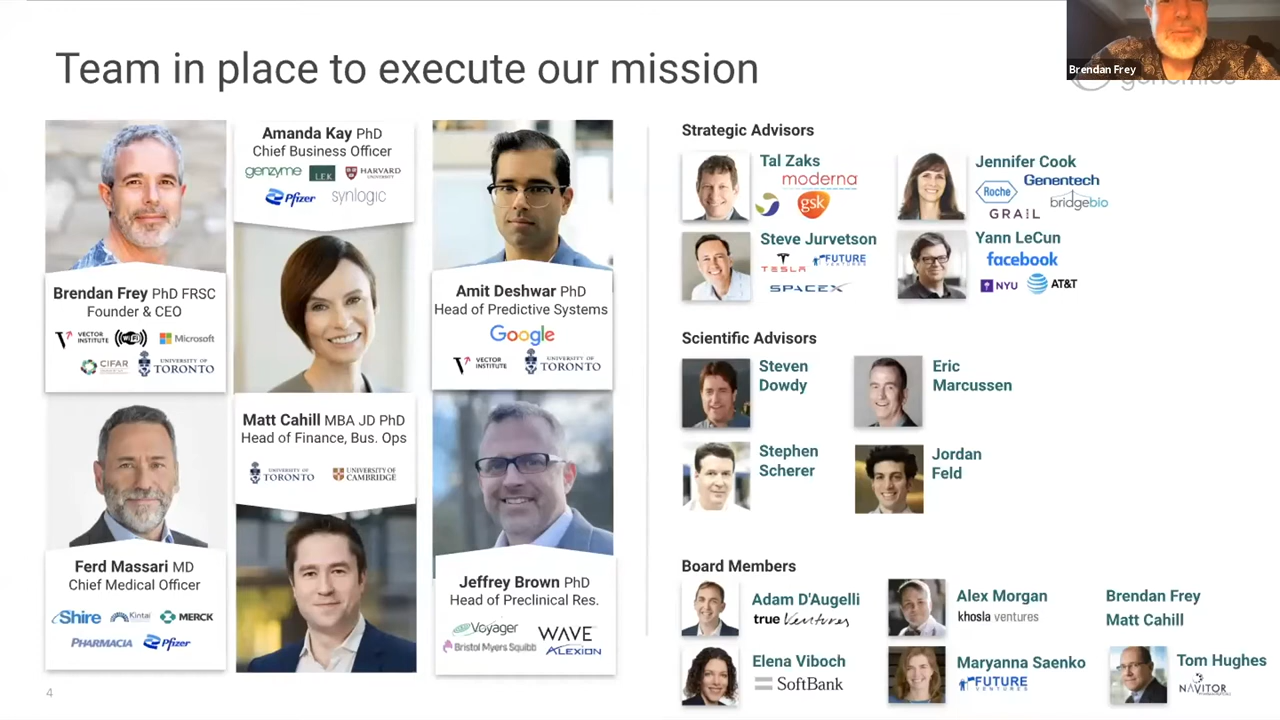 Team in place to execute our mission
Brendan Frey
genomics
Brendan Frey PhD FRSC
Founder & CEO
VECTOR INSTITUTE
WiFi
Microsoft
CIFAR
UNIVERSITY OF TORONTO
Amanda Kay PhD
Chief Business Officer
genzyme
LEK
HARVARD UNIVERSITY
Pfizer
synlogic
Amit Deshwar PhD
Head of Predictive Systems
Google
VECTOR INSTITUTE
UNIVERSITY OF TORONTO
Ferd Massari MD
Chief Medical Officer
Shire
Kintai
MERCK
PHARMACIA
Pfizer
Matt Cahill MBA JD PhD
Head of Finance, Bus. Ops
UNIVERSITY OF TORONTO
UNIVERSITY OF CAMBRIDGE
Jeffrey Brown PhD
Head of Preclinical Res.
Voyager
WAVE
Bristol Myers Squibb
ALEXION
Strategic Advisors
Tal Zaks
moderna
gsk
Jennifer Cook
Roche
Genentech
GRAIL
bridgebio
Steve Jurvetson
TESLA
FUTURE VENTURES
SPACEX
Yann LeCun
facebook
NYU
AT&T
Scientific Advisors
Steven
Dowdy
Eric
Marcussen
Stephen
Scherer
Jordan
Feld
Board Members
Adam D'Augelli
true Ventures
Alex Morgan
khosla ventures
Brendan Frey
Matt Cahill
Elena Viboch
SoftBank
Maryanna Saenko
FUTURE VENTURES
Tom Hughes
NAVITOR
4